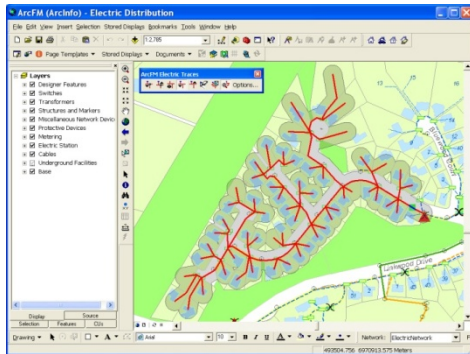 ArcFM (ArcInfo) - Electric Distribution
File Edit View Insert Selection Stored Displays Bookmarks Tools Window Help
1:2,785
Page Templates Stored Displays Documents
Layers
Designer Features
Switches
Transformers
Structures and Markers
Miscellaneous Network Devic
Protective Devices
Metering
Electric Station
Cables
Underground Facilities
Base
ArcFM Electric Traces
Options...
Lakewood Drive
Display Source
Selection Features CUs
Drawing Arial 10 B I U A Network: ElectricNetwork
493504.756 6970913.575 Meters